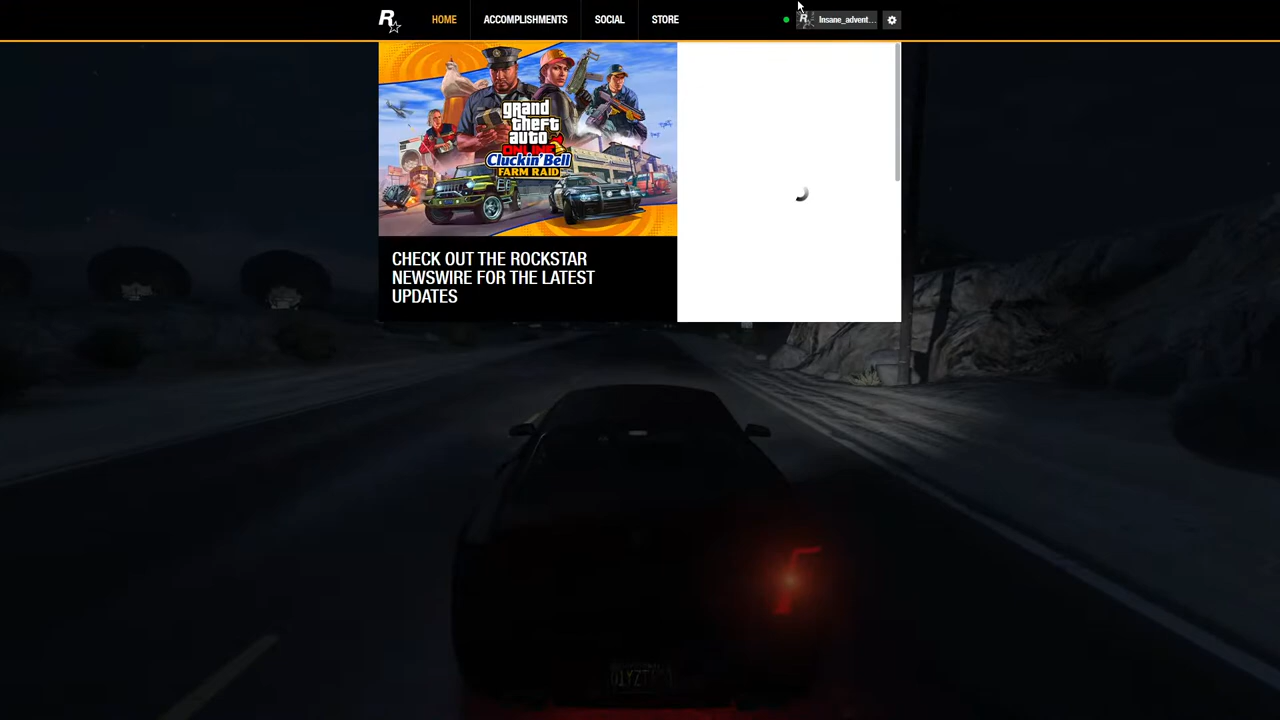 HOME ACCOMPLISHMENTS SOCIAL STORE Insane_advent...
grand
theft
auto
ONLINE
Cluckin' Bell
FARM RAID
CHECK OUT THE ROCKSTAR
NEWSWIRE FOR THE LATEST
UPDATES